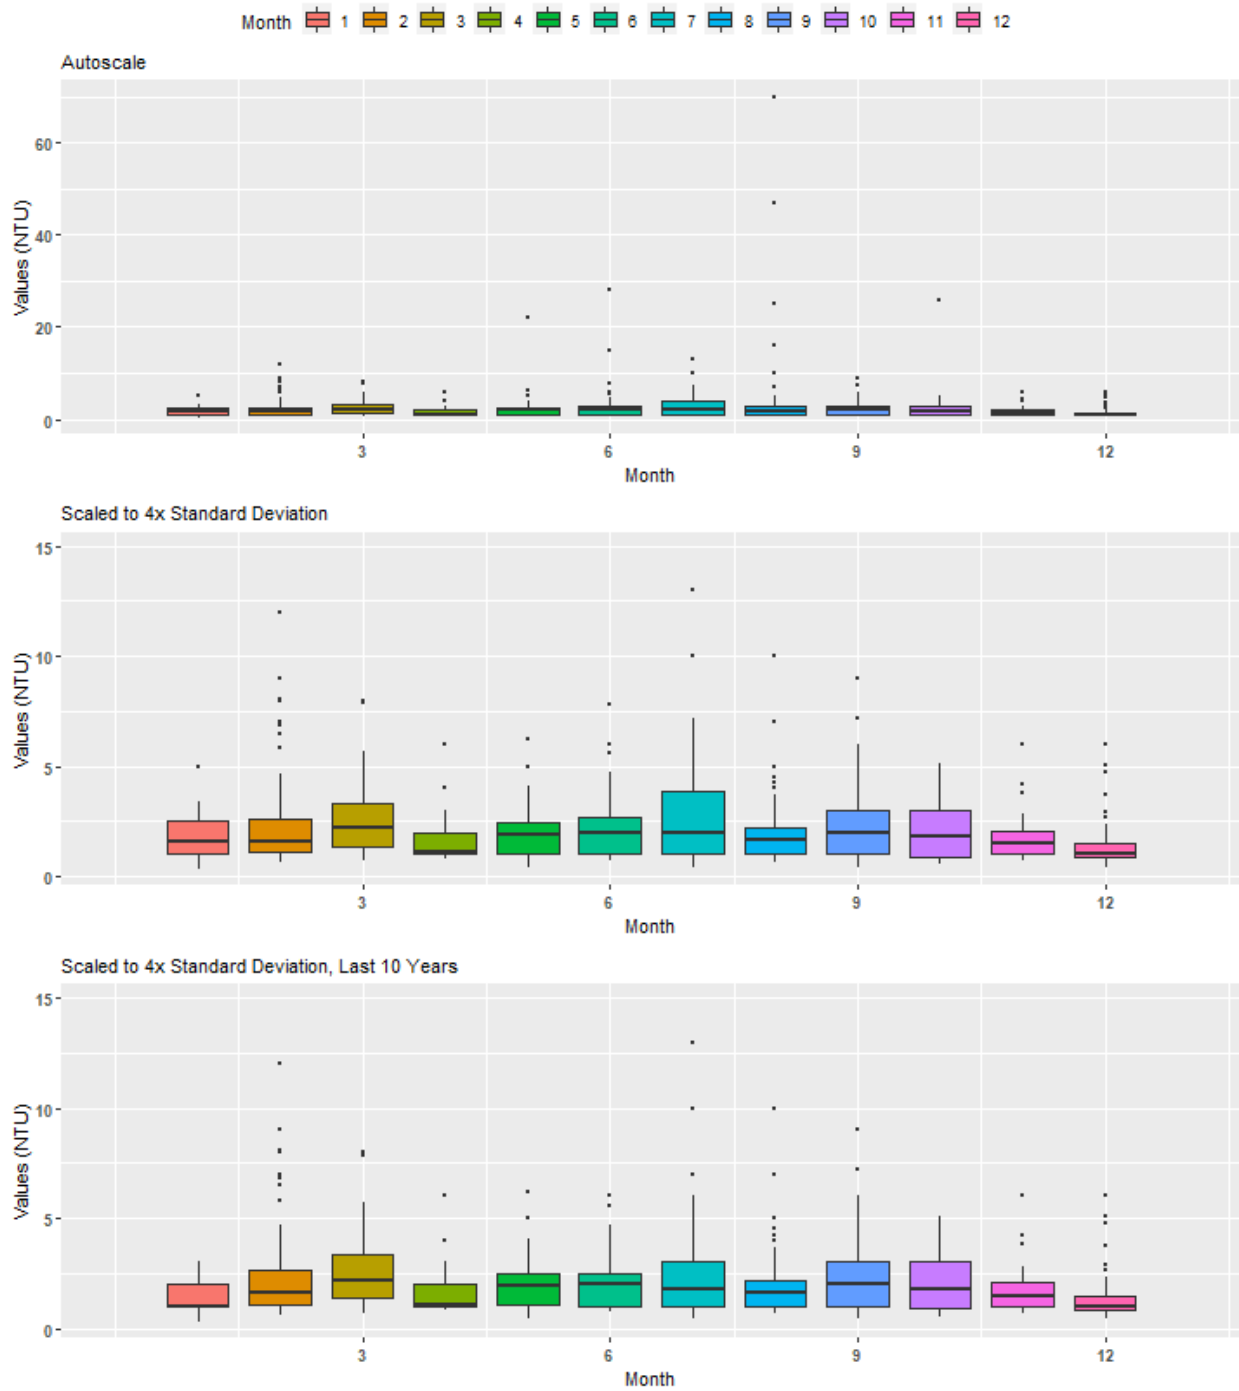 Month 1 2 3 4 5 6 7 8 9 10 11 12
Autoscale
Values (NTU)
60
40
20
0
3 6 9 12
Month
Scaled to 4x Standard Deviation
Values (NTU)
15
10
5
0
3 6 9 12
Month
Scaled to 4x Standard Deviation, Last 10 Years
Values (NTU)
15
10
5
0
3 6 9 12
Month